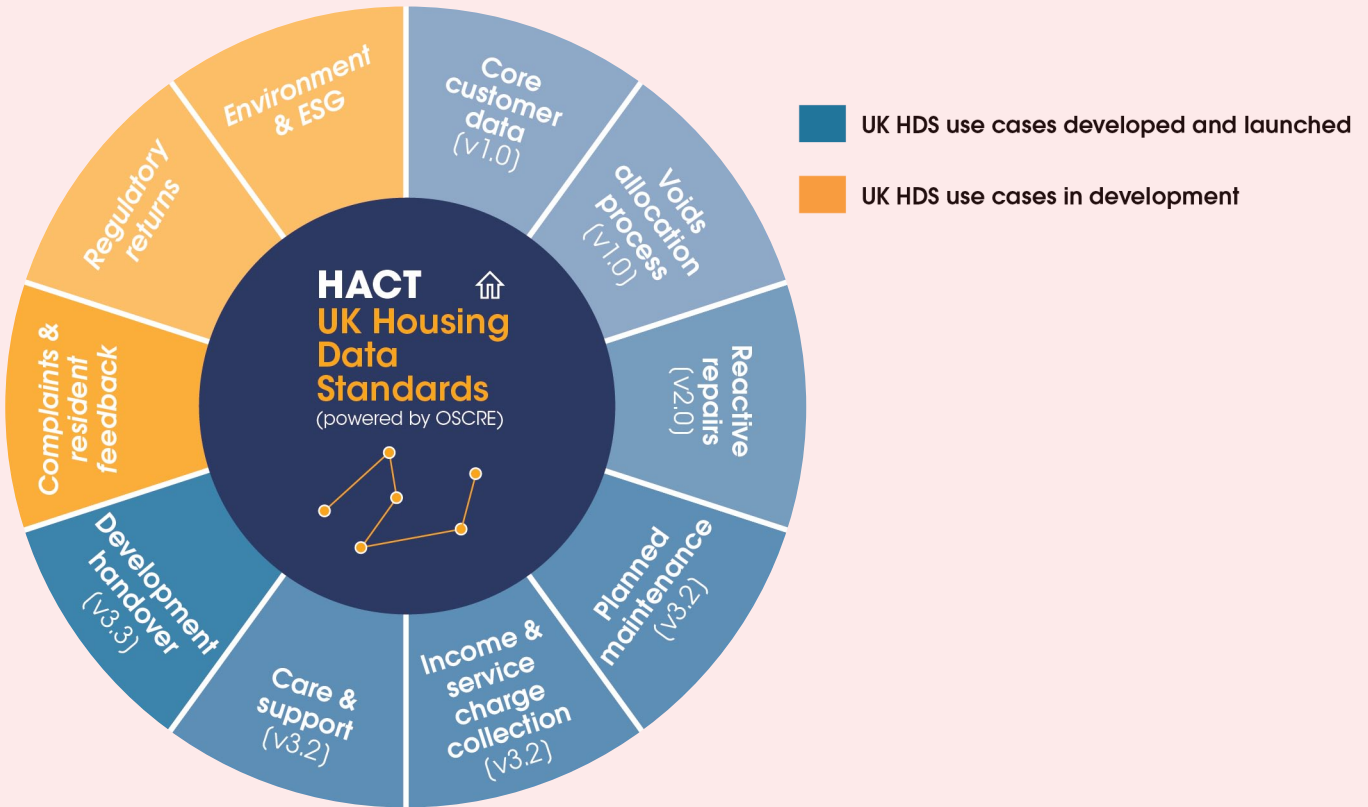 HACT
UK Housing
Data
Standards
(powered by OSCRE)
Core
customer
data
(v1.0)
Voids
allocation
process
(v1.0)
Reactive
repairs
(v2.0)
Planned
maintenance
(v3.2)
Income &
service
charge
collection
(v3.2)
Care &
support
(v3.2)
Development
handover
(v3.3)
Complaints &
resident
feedback
Regulatory
returns
Environment
& ESG
UK HDS use cases developed and launched
UK HDS use cases in development